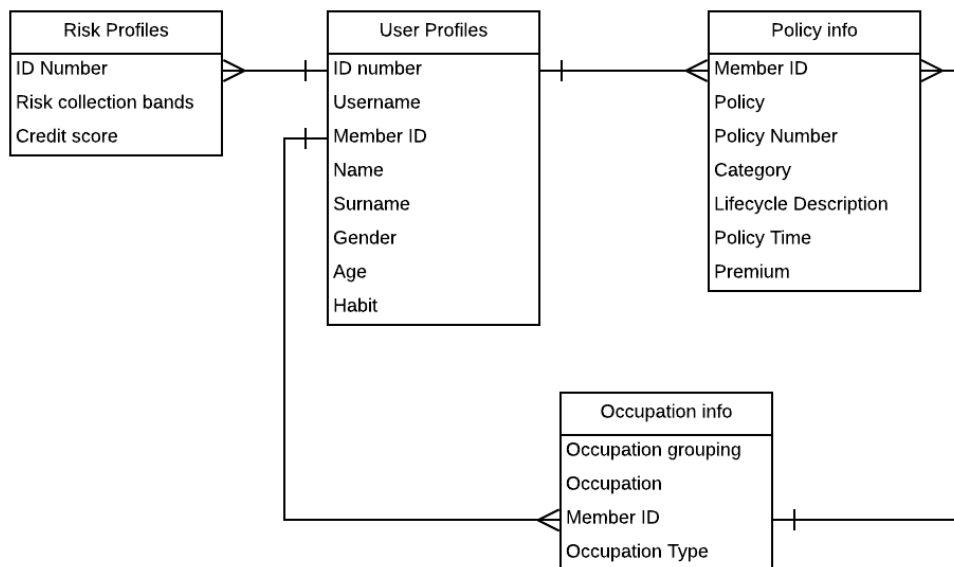 Risk Profiles
ID Number
Risk collection bands
Credit score
User Profiles
ID number
Username
Member ID
Name
Surname
Gender
Age
Habit
Policy info
Member ID
Policy
Policy Number
Category
Lifecycle Description
Policy Time
Premium
Occupation info
Occupation grouping
Occupation
Member ID
Occupation Type